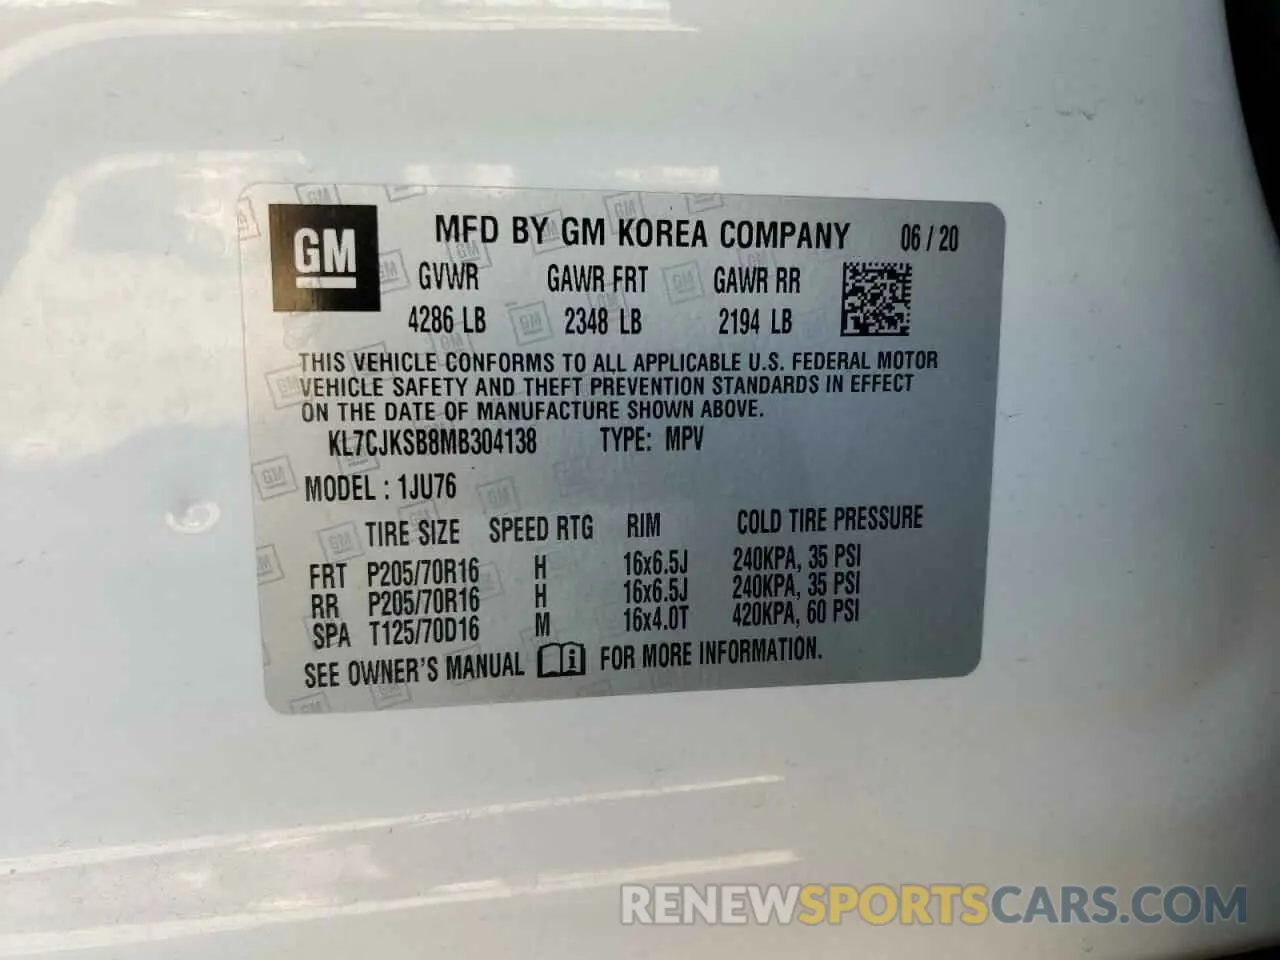 GM
MFD BY GM KOREA COMPANY 06 / 20
GVWR GAWR FRT GAWR RR
4286 LB 2348 LB 2194 LB
THIS VEHICLE CONFORMS TO ALL APPLICABLE U.S. FEDERAL MOTOR
VEHICLE SAFETY AND THEFT PREVENTION STANDARDS IN EFFECT
ON THE DATE OF MANUFACTURE SHOWN ABOVE.
KL7CJKSB8MB304138 TYPE: MPV
MODEL : 1JU76
TIRE SIZE SPEED RTG RIM COLD TIRE PRESSURE
FRT P205/70R16 H 16x6.5J 240KPA, 35 PSI
RR P205/70R16 H 16x6.5J 240KPA, 35 PSI
SPA T125/70D16 M 16x4.0T 420KPA, 60 PSI
SEE OWNER'S MANUAL i FOR MORE INFORMATION.
RENEWSPORTSCARS.COM